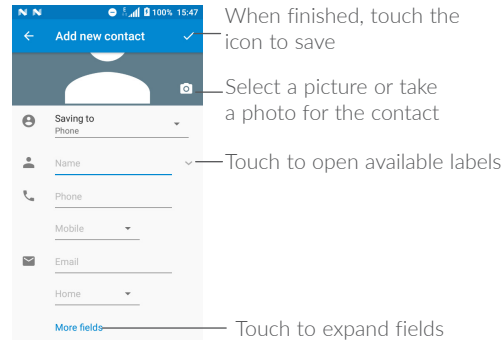 100% 15:47
Add new contact
When finished, touch the
icon to save
Select a picture or take
a photo for the contact
Saving to
Phone
Name
Touch to open available labels
Phone
Mobile
Email
Home
More fields
Touch to expand fields